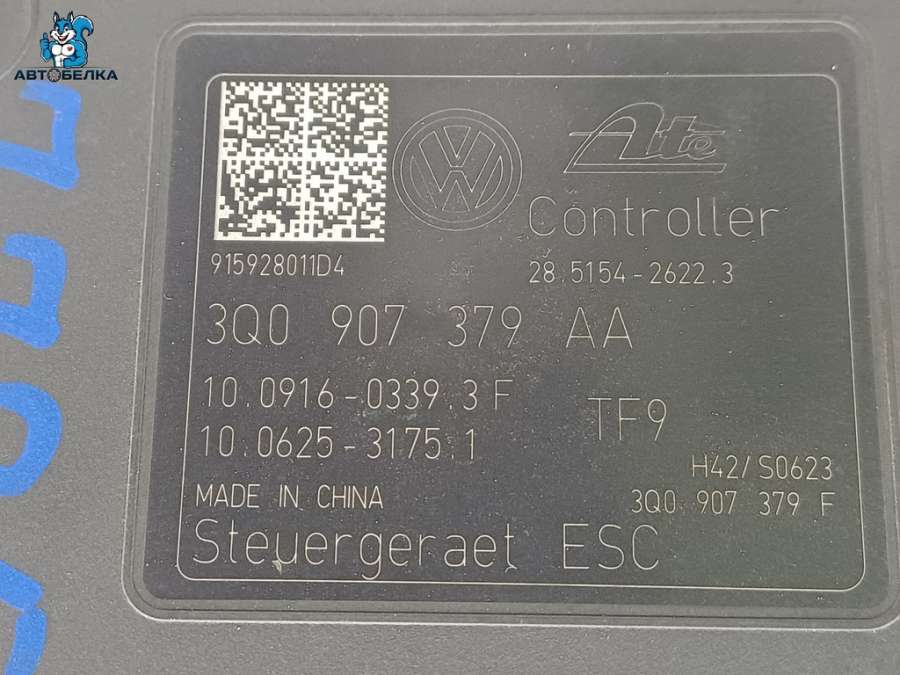 АВТОБЕЛКА
Ate
Controller
915928011D4
28.5154-2622.3
3Q0 907 379 AA
10.0916-0339.3F
TF9
10.0625-3175.1
H42/S0623
MADE IN CHINA
3Q0 907 379 F
Steuergeraet ESC